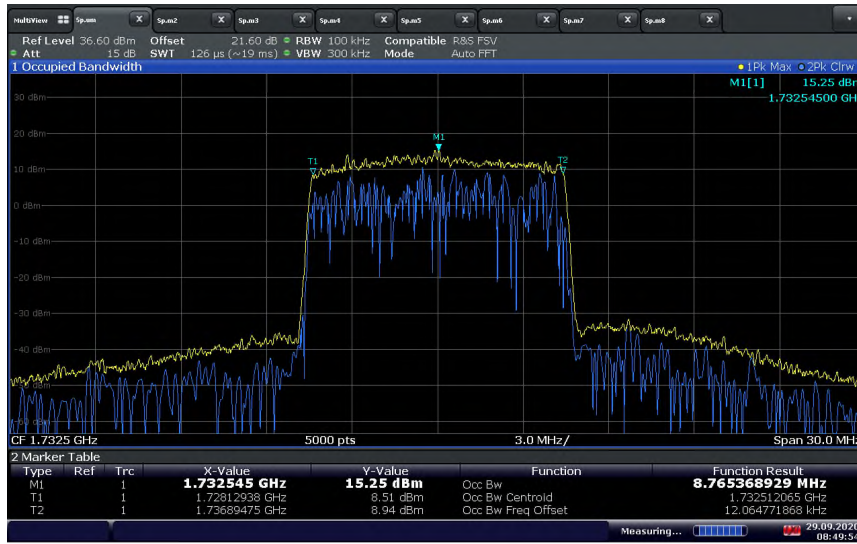 MultiView Sp.um X Sp.m2 X Sp.m3 X Sp.m4 X Sp.m5 X Sp.m6 X Sp.m7 X Sp.m8 X
Ref Level 36.60 dBm Offset 21.60 dB RBW 100 kHz Compatible R&S FSV
Att 15 dB SWT 126 µs (~19 ms) VBW 300 kHz Mode Auto FFT
1 Occupied Bandwidth 1Pk Max 2Pk Clrw
M1[1] 15.25 dBm
1.73254500 GH
30 dBm
20 dBm
M1
T1 T2
10 dBm
0 dBm
-10 dBm
-20 dBm
-30 dBm
-40 dBm
CF 1.7325 GHz 5000 pts 3.0 MHz/ Span 30.0 MHz
2 Marker Table
Type Ref Trc X-Value Y-Value Function Function Result
M1 1 1.732545 GHz 15.25 dBm Occ Bw 8.765368929 MHz
T1 1 1.72812938 GHz 8.51 dBm Occ Bw Centroid 1.732512065 GHz
T2 1 1.73689475 GHz 8.94 dBm Occ Bw Freq Offset 12.064771868 kHz
Measuring... 29.09.2020
08:49:54